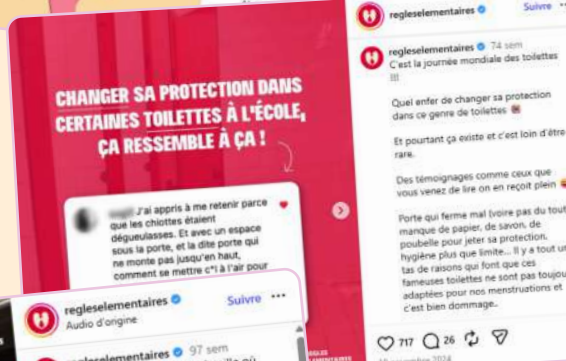 CHANGER SA PROTECTION DANS
CERTAINES TOILETTES À L'ÉCOLE,
ÇA RESSEMBLE À ÇA !
J'ai appris à me retenir parce
que les chiottes étaient
dégueulasses. Et avec un espace
sous la porte, et la dite porte qui
ne monte pas jusqu'en haut,
comment se mettre c*l à l'air pour
regleselementaires
Suivre
regleselementaires 74 sem
C'est la journée mondiale des toilettes
!!!
Quel enfer de changer sa protection
dans ce genre de toilettes
Et pourtant ça existe et c'est loin d'être
rare.
Des témoignages comme ceux que
vous venez de lire on en reçoit plein
Porte qui ferme mal (voire pas du tout
manque de papier, de savon, de
poubelle pour jeter sa protection,
hygiène plus que limite... Il y a tout un
tas de raisons qui font que ces
fameuses toilettes ne sont pas toujou
adaptées pour nos menstruations et
c'est bien dommage..
717 26
regleselementaires
Suivre •••
Audio d'origine
regleselementaires 97 sem